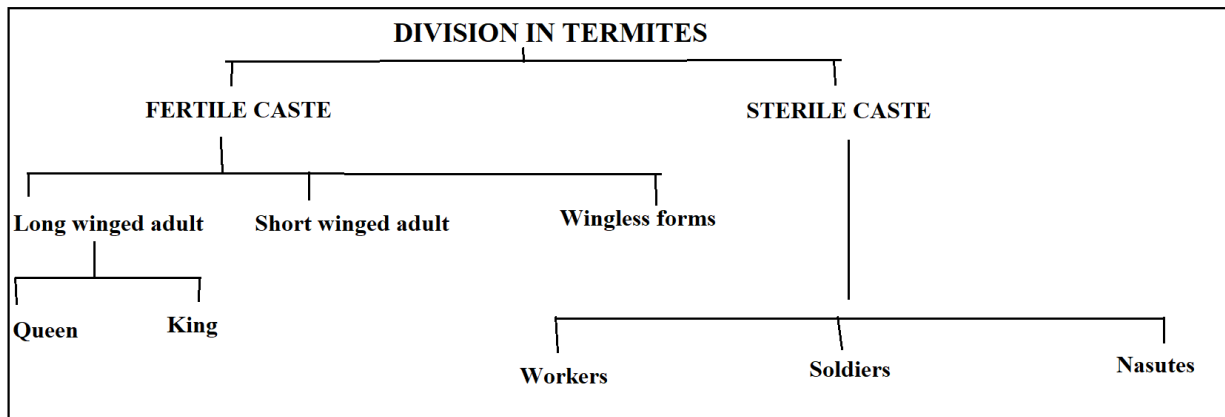 DIVISION IN TERMITES
FERTILE CASTE
STERILE CASTE
Long winged adult
Short winged adult
Wingless forms
Queen
King
Workers
Soldiers
Nasutes